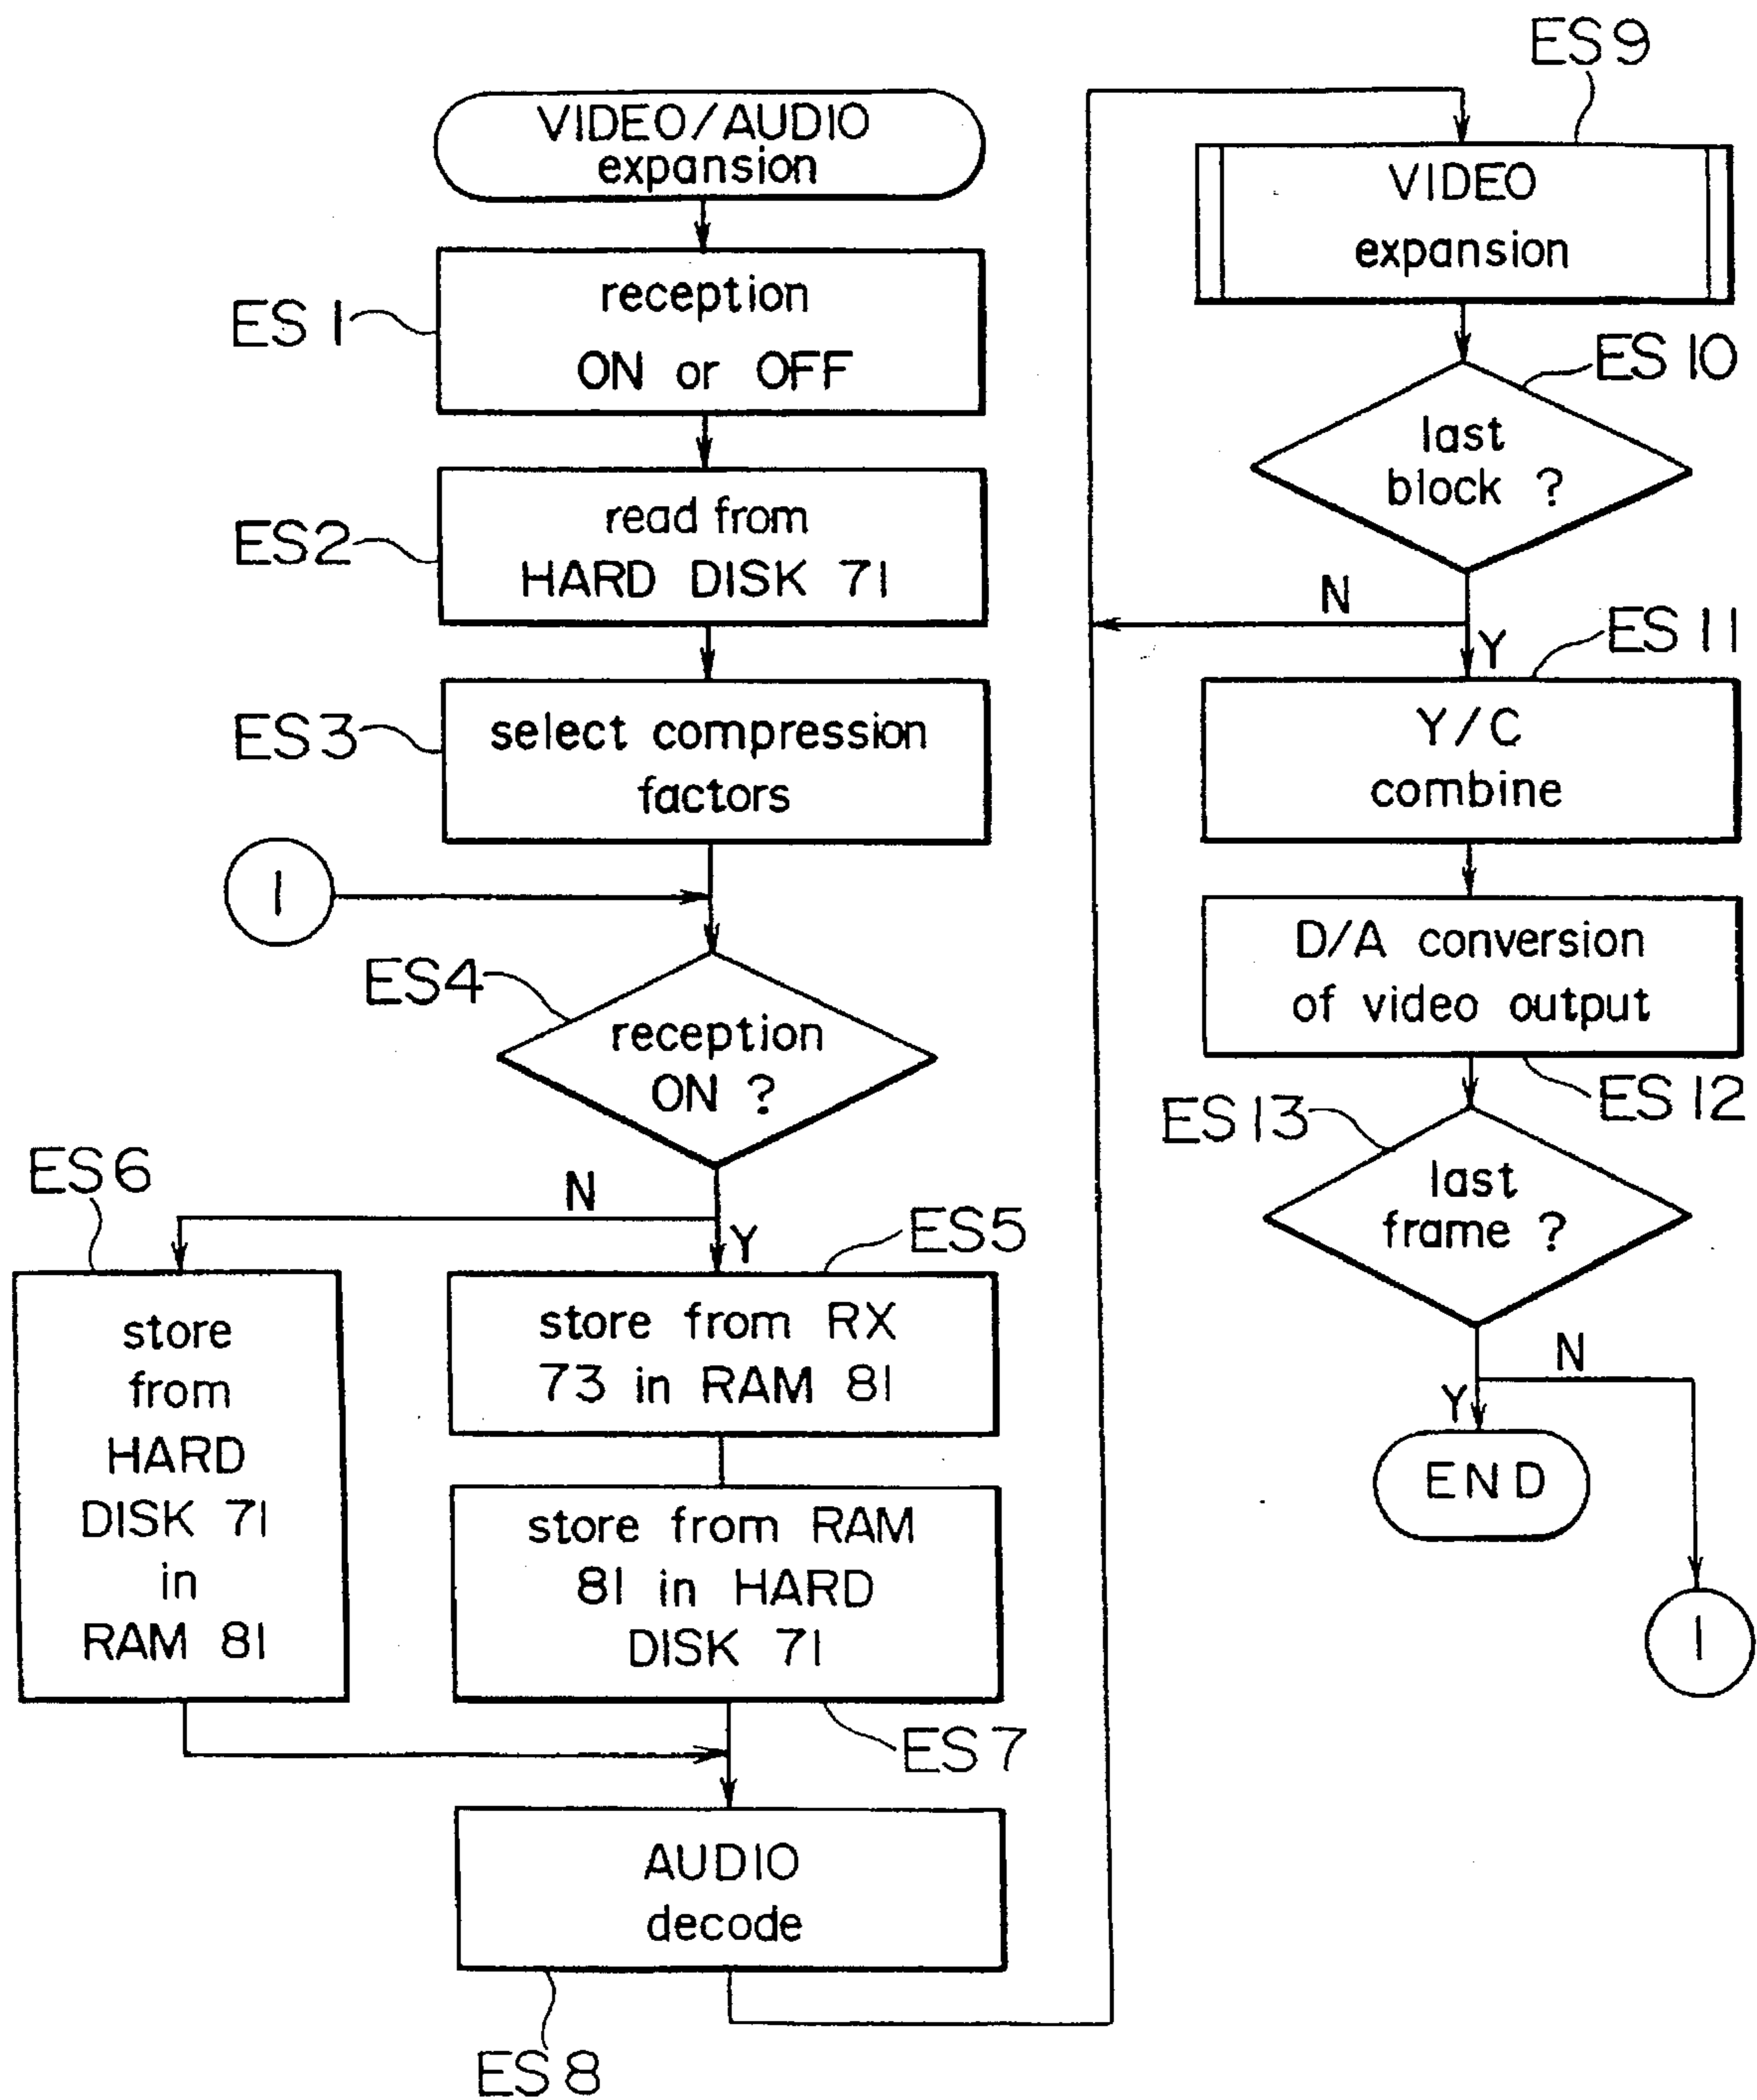 VIDEO/AUDIO
expansion
ES 1
reception
ON or OFF
ES2
read from
HARD DISK 71
ES3
select compression
factors
1
ES4
reception
ON ?
N
Y
ES6
store
from
HARD
DISK 71
in
RAM 81
ES5
store from RX
73 in RAM 81
store from RAM
81 in HARD
DISK 71
ES7
AUDIO
decode
ES8
ES9
VIDEO
expansion
ES10
last
block ?
N
Y
ES11
Y/C
combine
D/A conversion
of video output
ES12
ES13
last
frame ?
N
Y
END
1